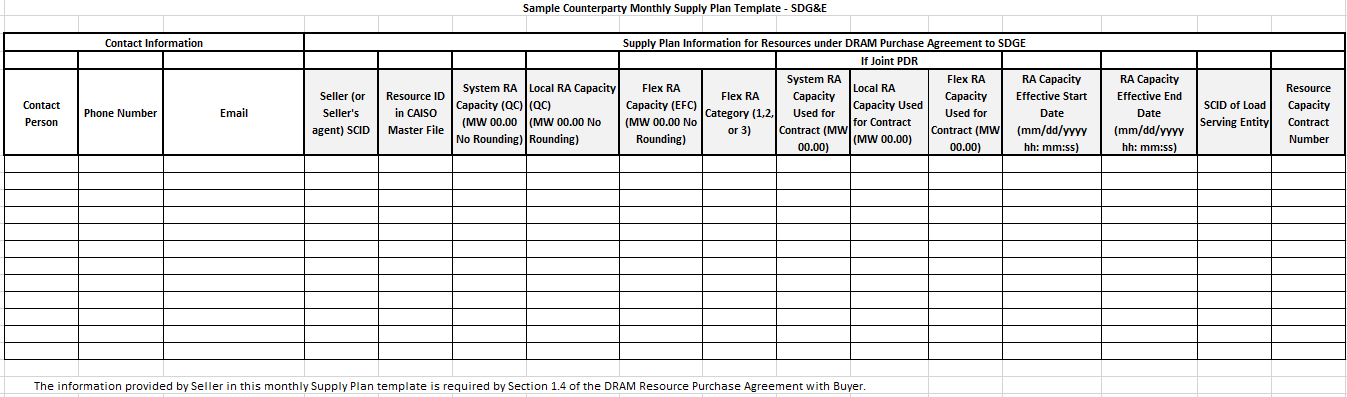 Sample Counterparty Monthly Supply Plan Template - SDG&E
Contact Information
Supply Plan Information for Resources under DRAM Purchase Agreement to SDGE
If Joint PDR
Contact
Person
Phone Number
Email
Seller (or
Seller's
agent) SCID
Resource ID
in CAISO
Master File
System RA
Capacity (QC)
(MW 00.00
No Rounding)
Local RA Capacity
(QC)
(MW 00.00 No
Rounding)
Flex RA
Capacity (EFC)
(MW 00.00 No
Rounding)
Flex RA
Category (1,2,
or 3)
System RA
Capacity
Used for
Contract (MW
00.00)
Local RA
Capacity Used
for Contract
(MW 00.00)
Flex RA
Capacity
Used for
Contract (MW
00.00)
RA Capacity
Effective Start
Date
(mm/dd/yyyy
hh: mm:ss)
RA Capacity
Effective End
Date
(mm/dd/yyyy
hh: mm:ss)
SCID of Load
Serving Entity
Resource
Capacity
Contract
Number
The information provided by Seller in this monthly Supply Plan template is required by Section 1.4 of the DRAM Resource Purchase Agreement with Buyer.